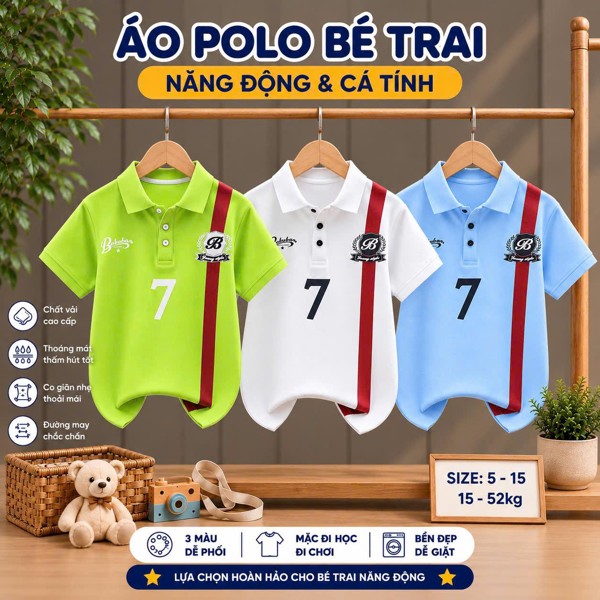 ÁO POLO BÉ TRAI
NĂNG ĐỘNG & CÁ TÍNH
B
7
B
7
B
7
Chất vải
cao cấp
Thoáng mát
thấm hút tốt
Co giãn nhẹ
thoải mái
Đường may
chắc chắn
SIZE: 5 - 15
15 - 52kg
3 MÀU
DỄ PHỐI
MẶC ĐI HỌC
ĐI CHƠI
BỀN ĐẸP
DỄ GIẶT
LỰA CHỌN HOÀN HẢO CHO BÉ TRAI NĂNG ĐỘNG